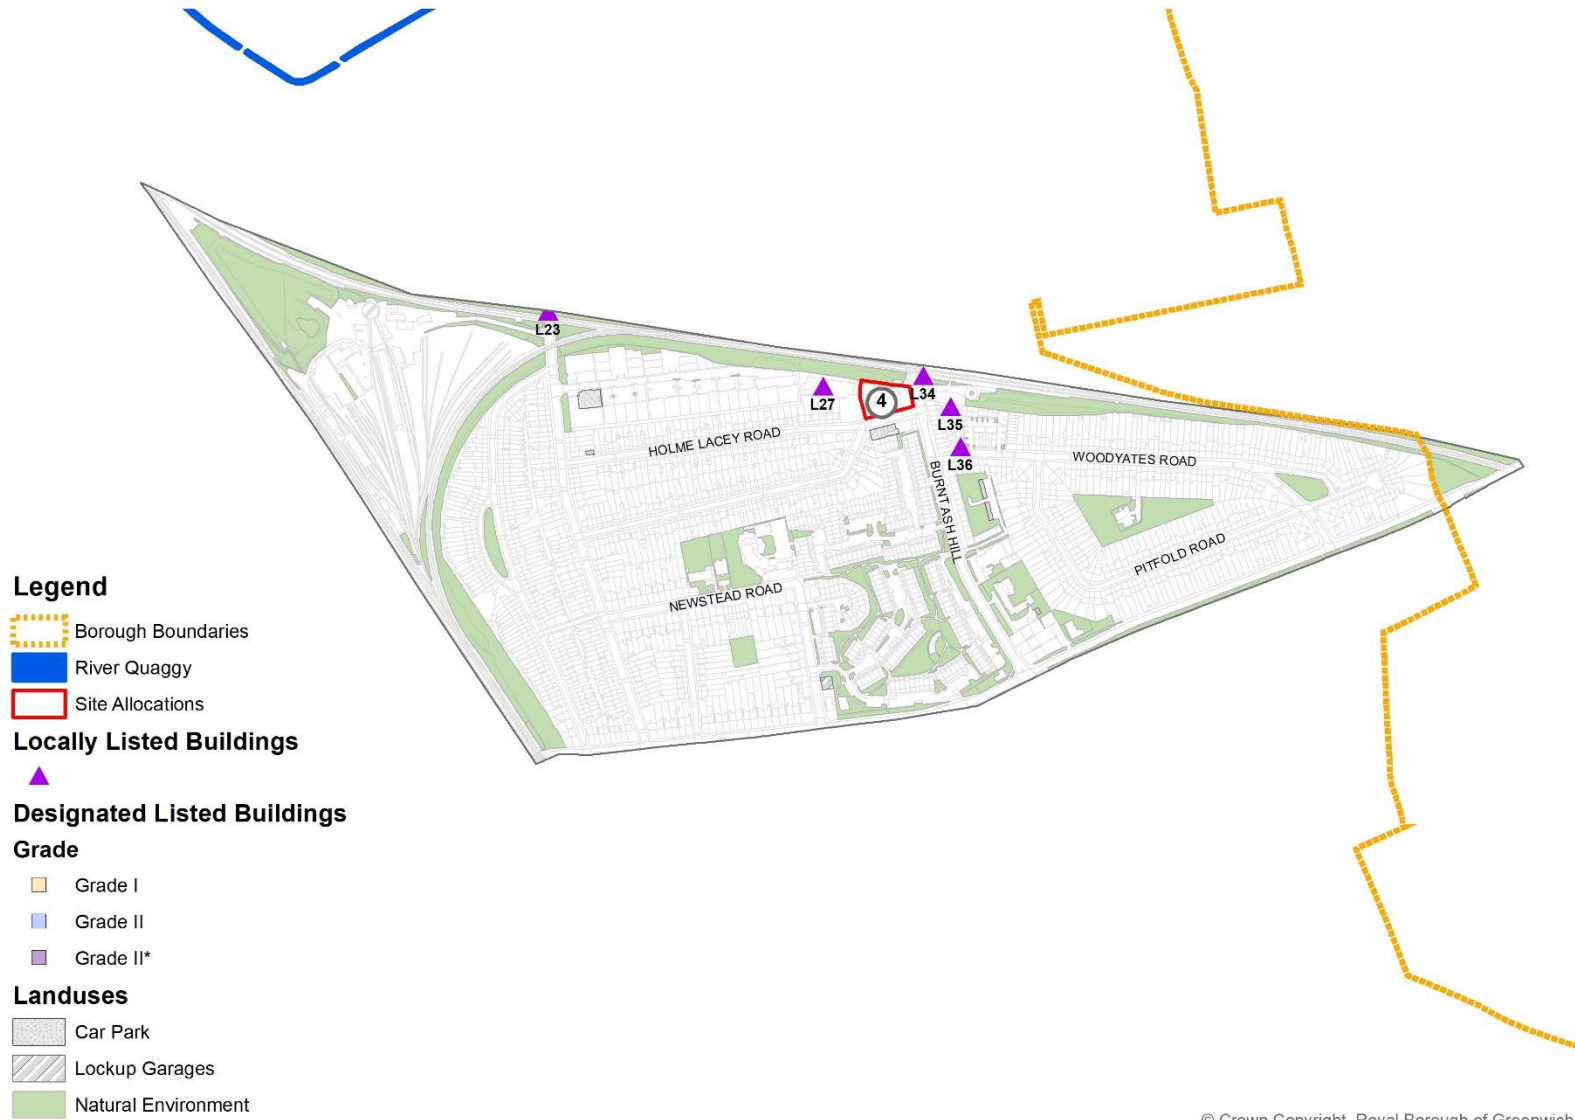 L23
L27
4
L34
L35
L36
HOLME LACEY ROAD
WOODYATES ROAD
BURNT ASH HILL
PITFOLD ROAD
NEWSTEAD ROAD
Legend
Borough Boundaries
River Quaggy
Site Allocations
Locally Listed Buildings
Designated Listed Buildings
Grade
Grade I
Grade II
Grade II*
Landuses
Car Park
Lockup Garages
Natural Environment
© Crown Copyright, Royal Borough of Greenwich